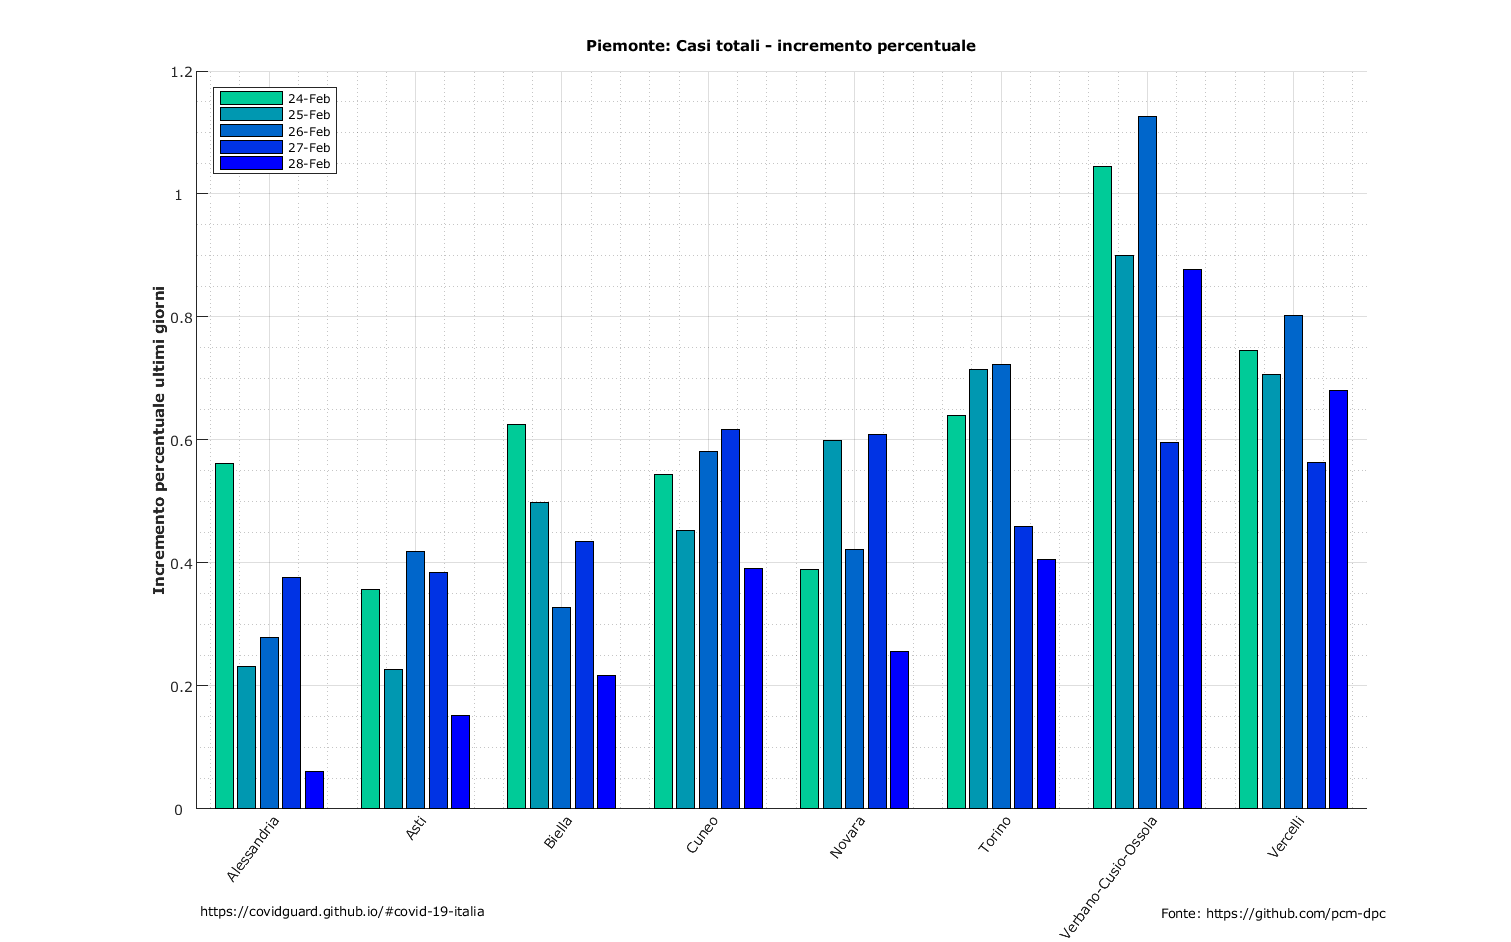 Piemonte: Casi totali - incremento percentuale
Incremento percentuale ultimi giorni
1.2
1
0.8
0.6
0.4
0.2
0
24-Feb
25-Feb
26-Feb
27-Feb
28-Feb
Alessandria
Asti
Biella
Cuneo
Novara
Torino
Verbano-Cusio-Ossola
Vercelli
https://covidguard.github.io/#covid-19-italia
Fonte: https://github.com/pcm-dpc